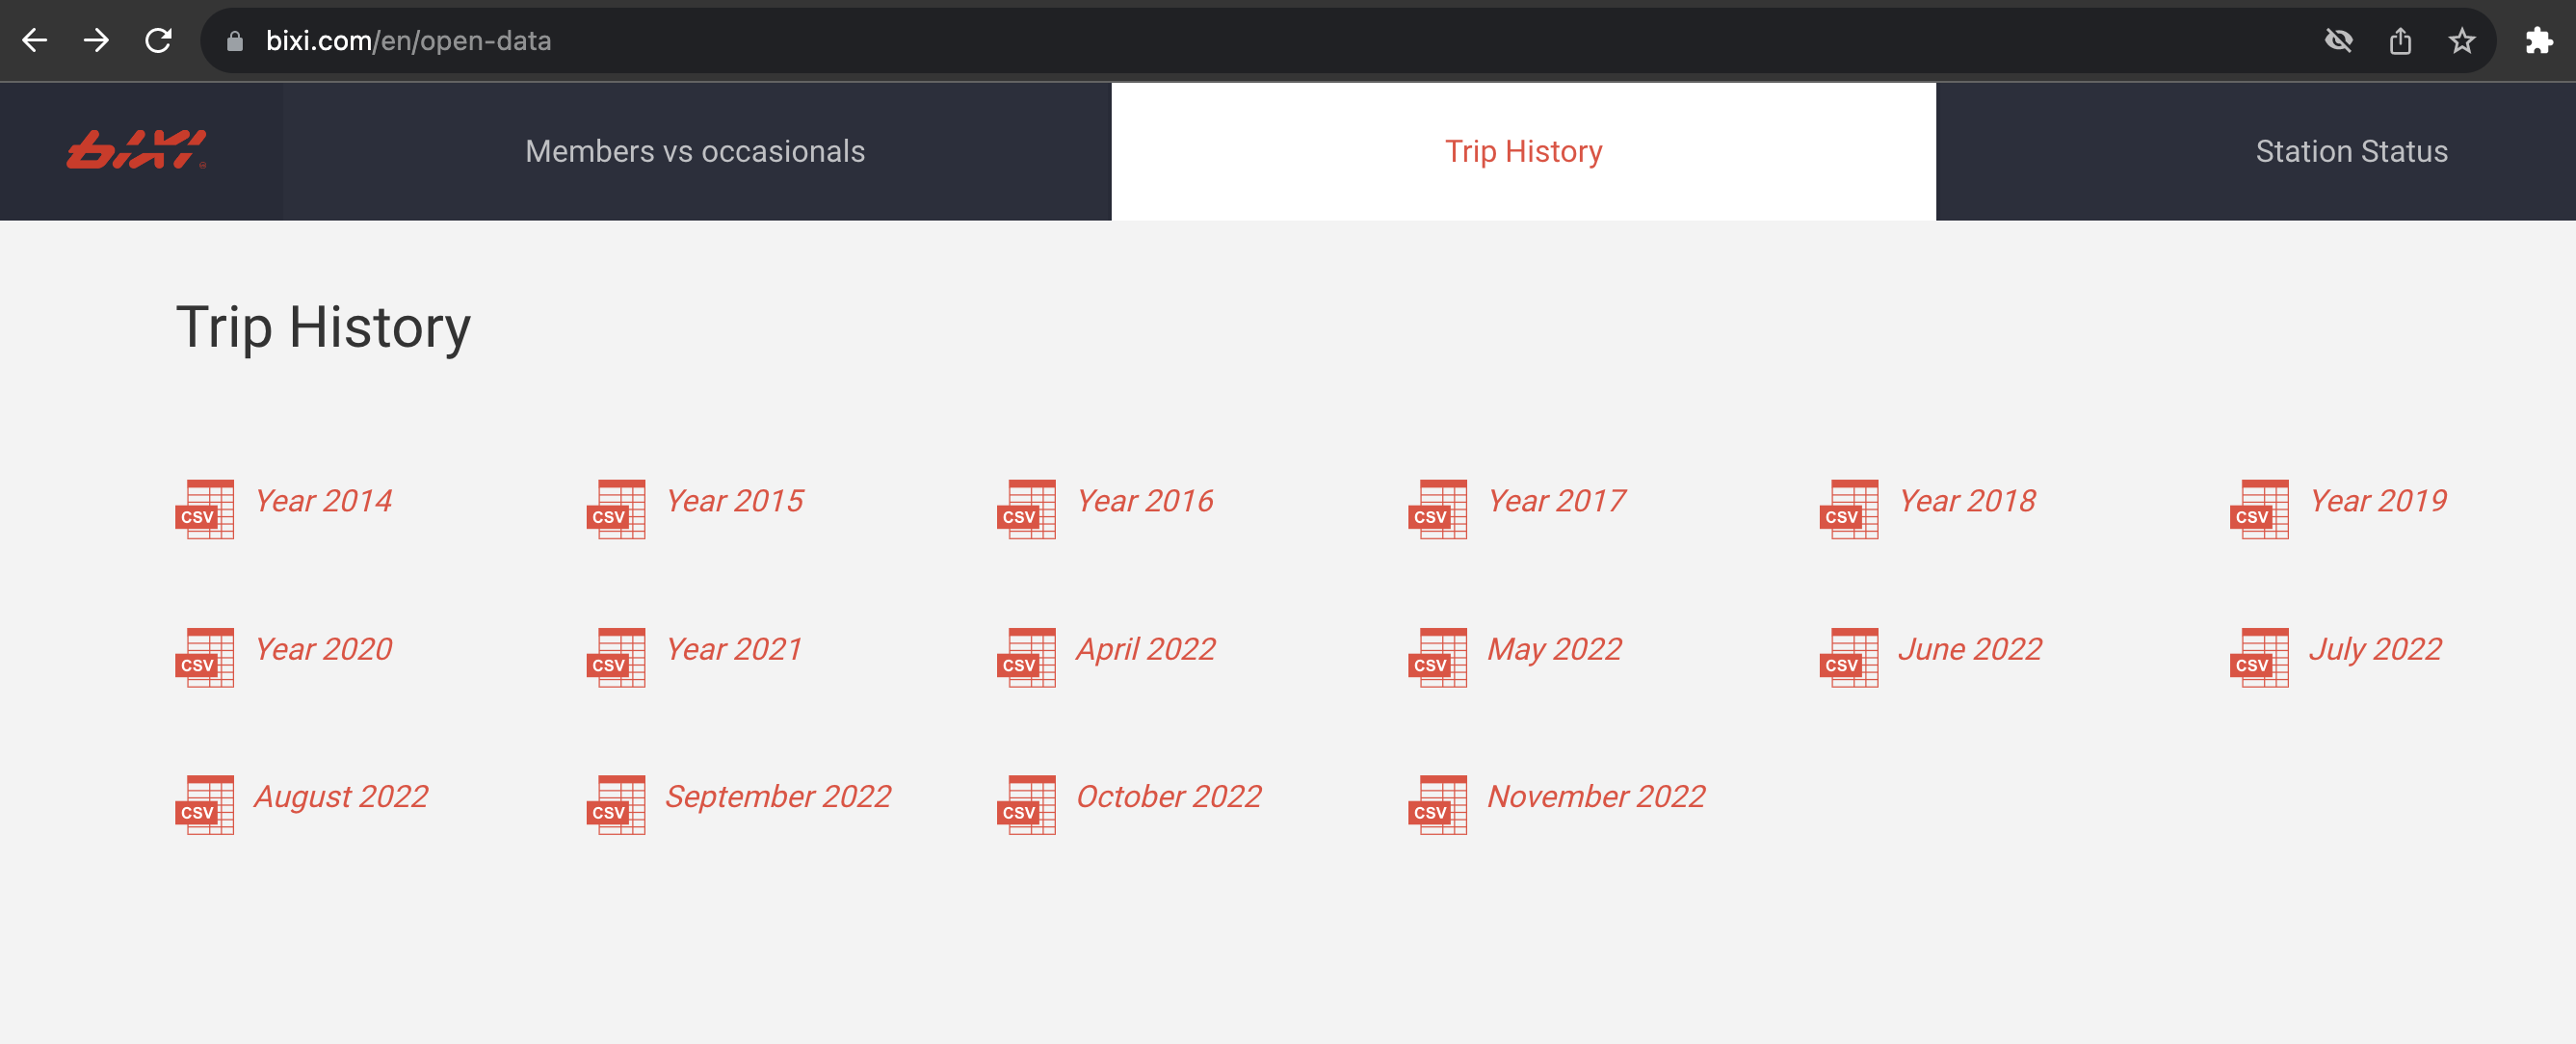 bixi.com/en/open-data
bixi Members vs occasionals Trip History Station Status
Trip History
CSV Year 2014 CSV Year 2015 CSV Year 2016 CSV Year 2017 CSV Year 2018 CSV Year 2019
CSV Year 2020 CSV Year 2021 CSV April 2022 CSV May 2022 CSV June 2022 CSV July 2022
CSV August 2022 CSV September 2022 CSV October 2022 CSV November 2022